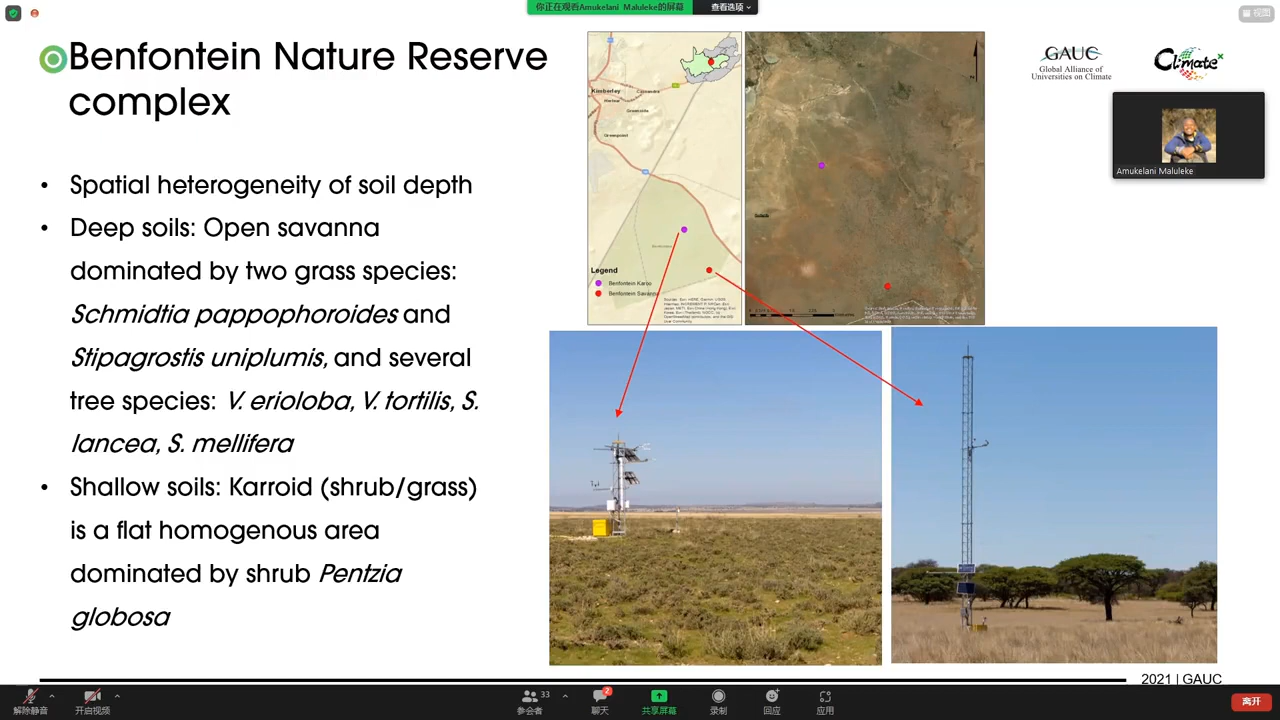 你正在观看Amukelani Maluleke的屏幕
查看选项
视图
Benfontein Nature Reserve
complex
• Spatial heterogeneity of soil depth
• Deep soils: Open savanna
dominated by two grass species:
Schmidtia pappophoroides and
Stipagrostis uniplumis, and several
tree species: V. erioloba, V. tortilis, S.
lancea, S. mellifera
• Shallow soils: Karroid (shrub/grass)
is a flat homogenous area
dominated by shrub Pentzia
globosa
Kimberley
Greenpoint
Legend
Benfontein Karoo
Benfontein Savanna
GAUC
Global Alliance of
Universities on Climate
Climate
Amukelani Maluleke
2021 | GAUC
解除静音
开启视频
33
参会者
2
聊天
共享屏幕
录制
回应
应用
离开